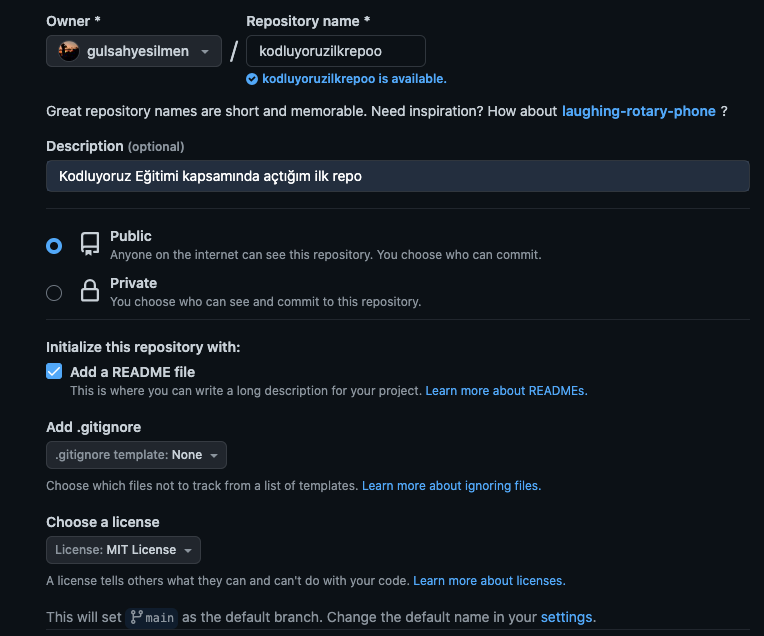 Owner * Repository name *
gulsahyesilmen / kodluyoruzilkrepoo
kodluyoruzilkrepoo is available.
Great repository names are short and memorable. Need inspiration? How about laughing-rotary-phone ?
Description (optional)
Kodluyoruz Eğitimi kapsamında açtığım ilk repo
Public
Anyone on the internet can see this repository. You choose who can commit.
Private
You choose who can see and commit to this repository.
Initialize this repository with:
Add a README file
This is where you can write a long description for your project. Learn more about READMEs.
Add .gitignore
.gitignore template: None
Choose which files not to track from a list of templates. Learn more about ignoring files.
Choose a license
License: MIT License
A license tells others what they can and can't do with your code. Learn more about licenses.
This will set main as the default branch. Change the default name in your settings.